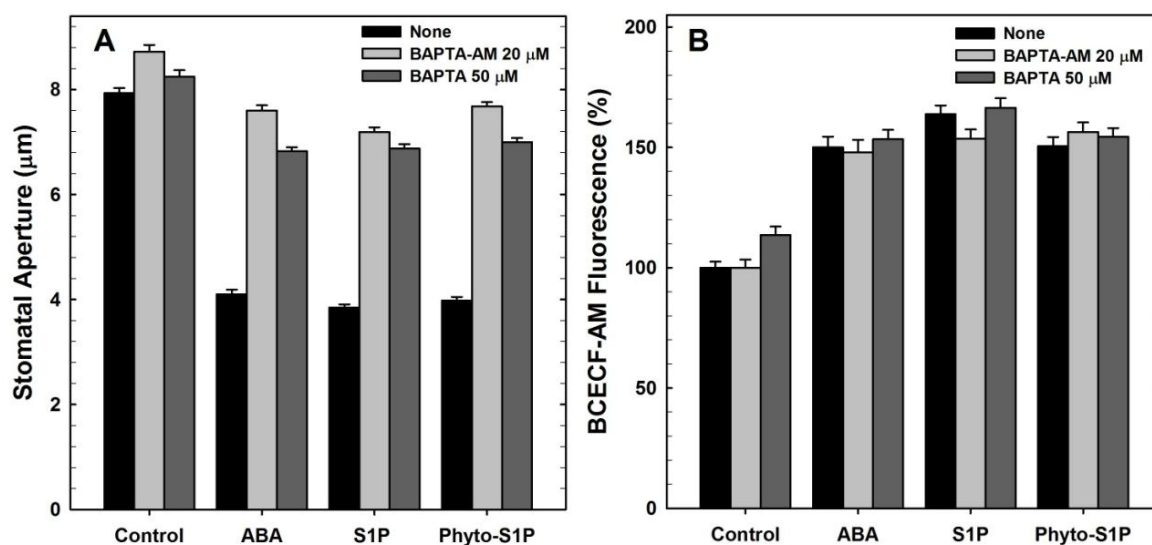 A
None
BAPTA-AM 20 μM
BAPTA 50 μM
Stomatal Aperture (μm)
8
6
4
2
0
Control ABA S1P Phyto-S1P
B
None
BAPTA-AM 20 μM
BAPTA 50 μM
BCECF-AM Fluorescence (%)
200
150
100
50
0
Control ABA S1P Phyto-S1P